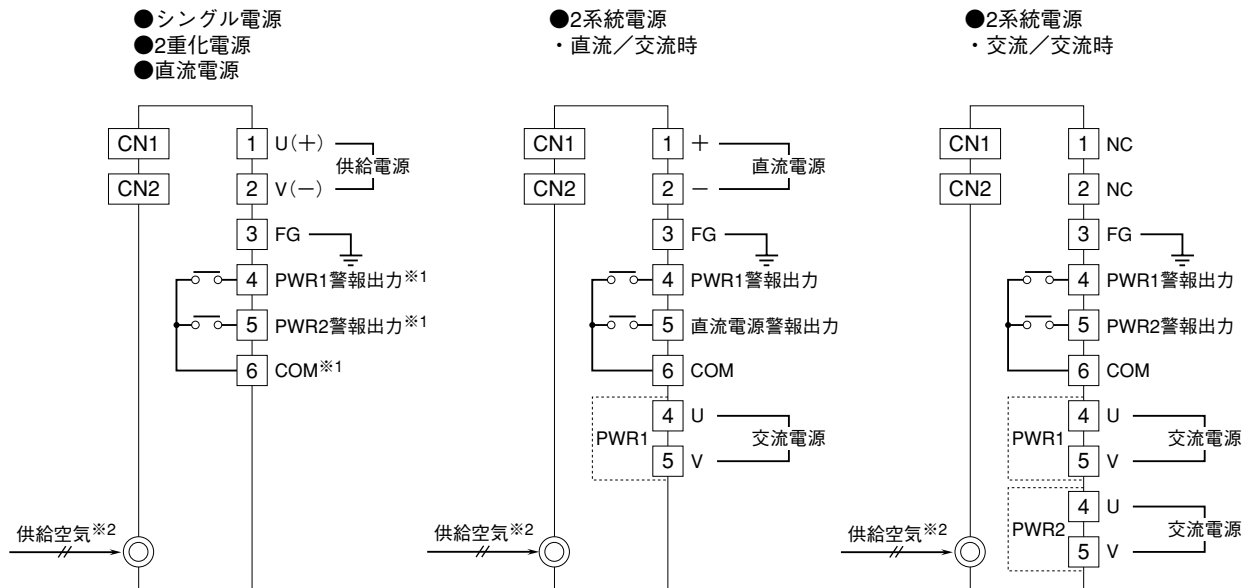 ●シングル電源
●2重化電源
●直流電源
CN1
CN2
1 U(＋)
供給電源
2 V(－)
3 FG
4 PWR1警報出力※1
5 PWR2警報出力※1
6 COM※1
供給空気※2
●2系統電源
・直流／交流時
CN1
CN2
1 ＋
直流電源
2 －
3 FG
4 PWR1警報出力
5 直流電源警報出力
6 COM
PWR1
4 U
交流電源
5 V
供給空気※2
●2系統電源
・交流／交流時
CN1
CN2
1 NC
2 NC
3 FG
4 PWR1警報出力
5 PWR2警報出力
6 COM
PWR1
4 U
交流電源
5 V
PWR2
4 U
交流電源
5 V
供給空気※2